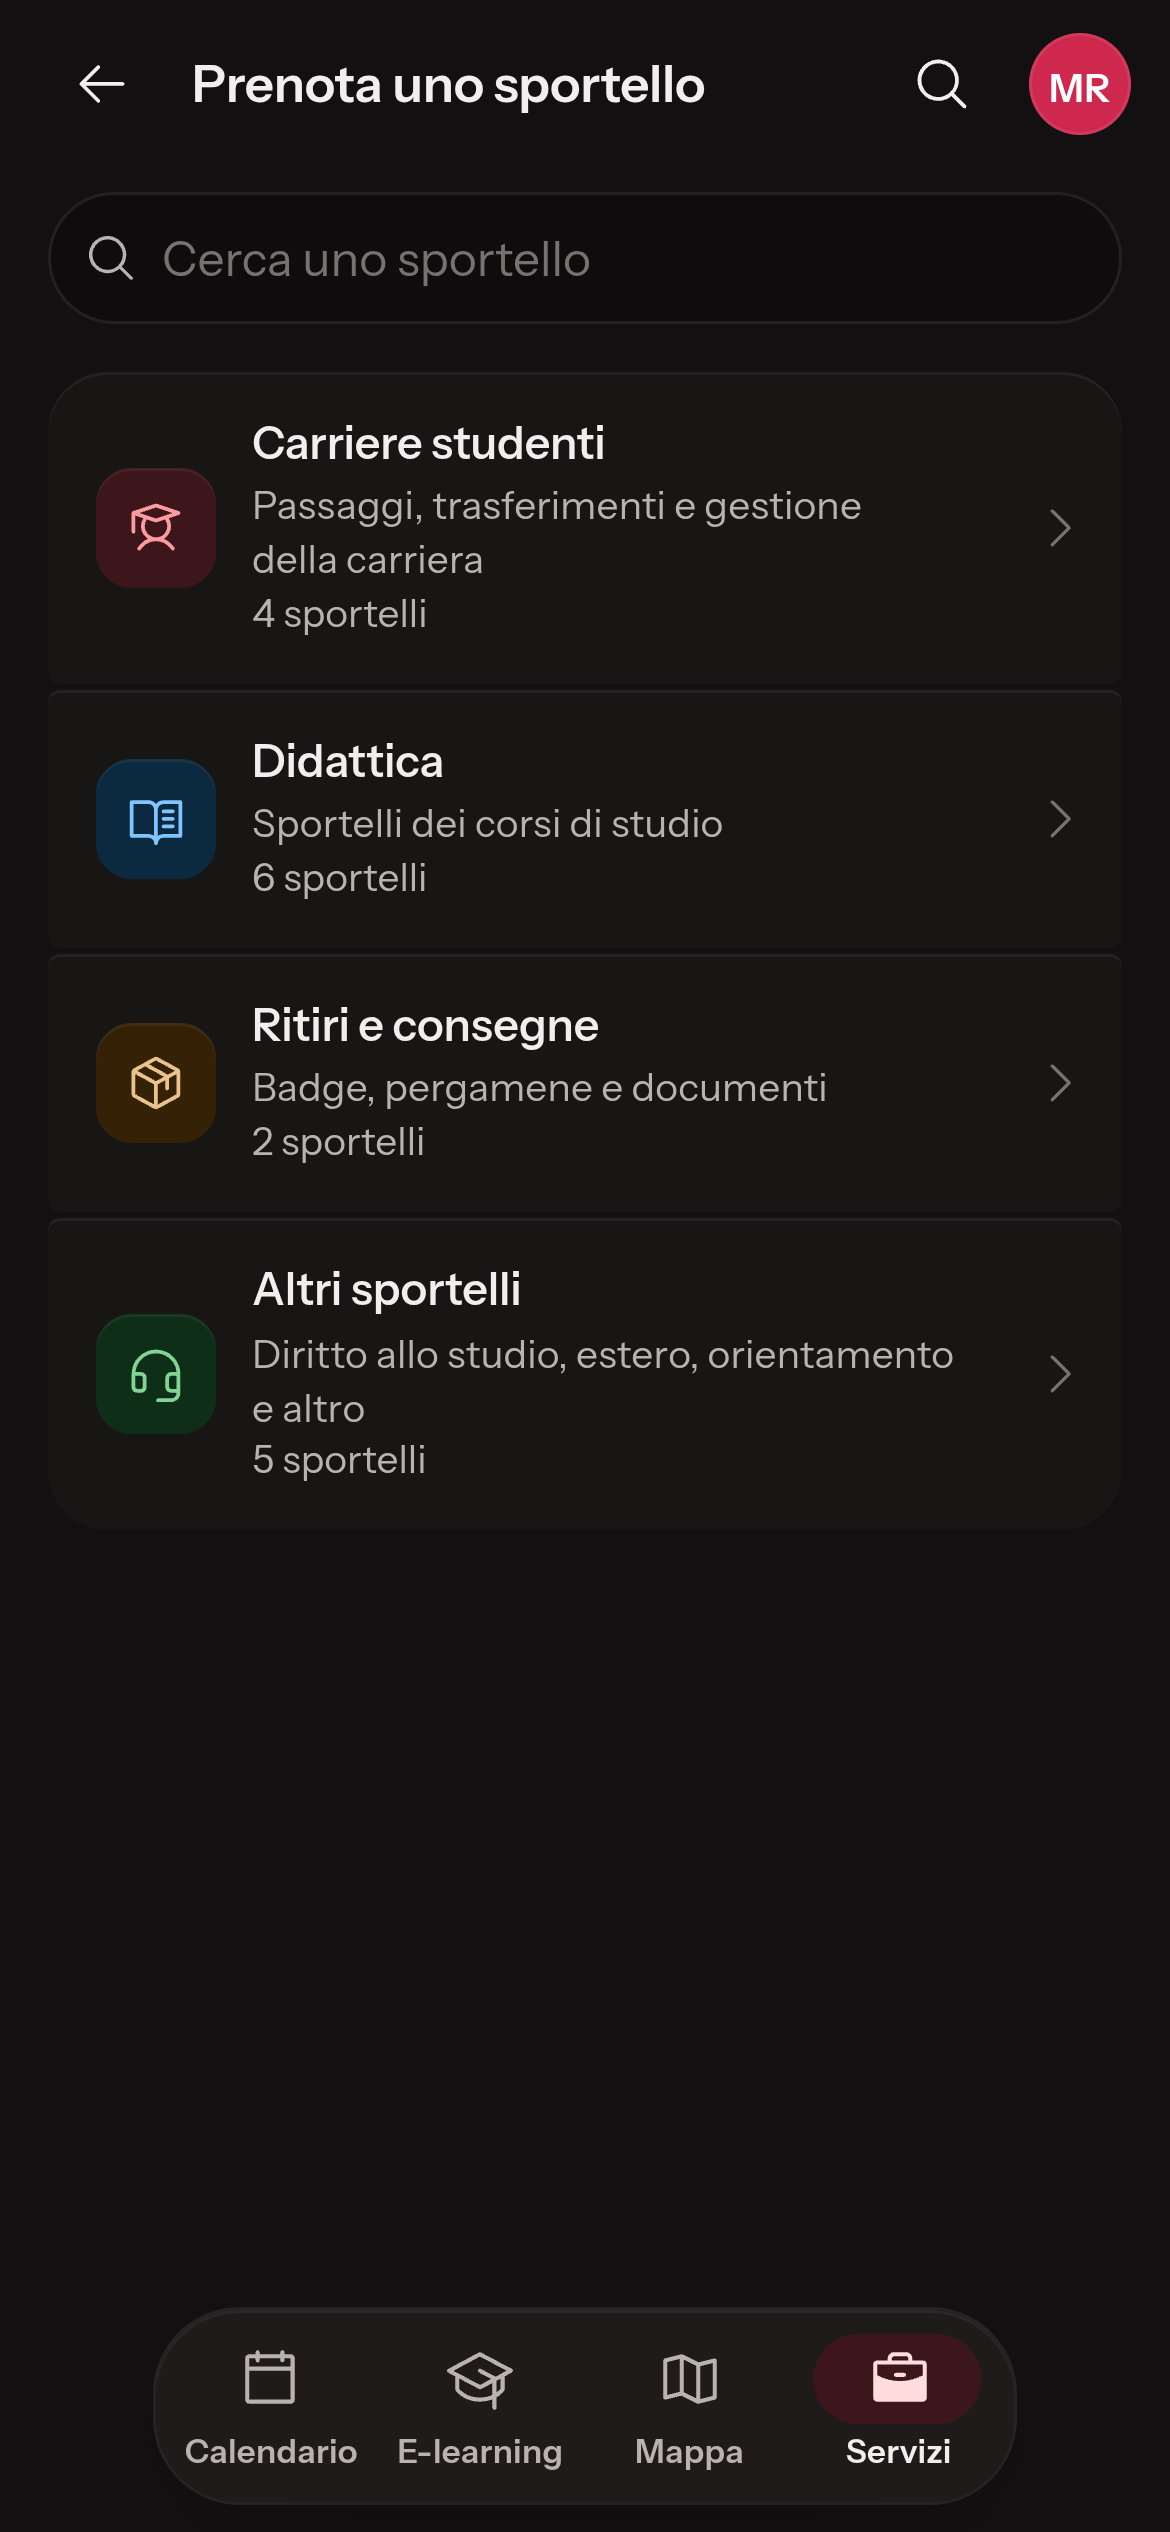 Prenota uno sportello
MR
Cerca uno sportello
Carriere studenti
Passaggi, trasferimenti e gestione
della carriera
4 sportelli
Didattica
Sportelli dei corsi di studio
6 sportelli
Ritiri e consegne
Badge, pergamene e documenti
2 sportelli
Altri sportelli
Diritto allo studio, estero, orientamento
e altro
5 sportelli
Calendario
E-learning
Mappa
Servizi